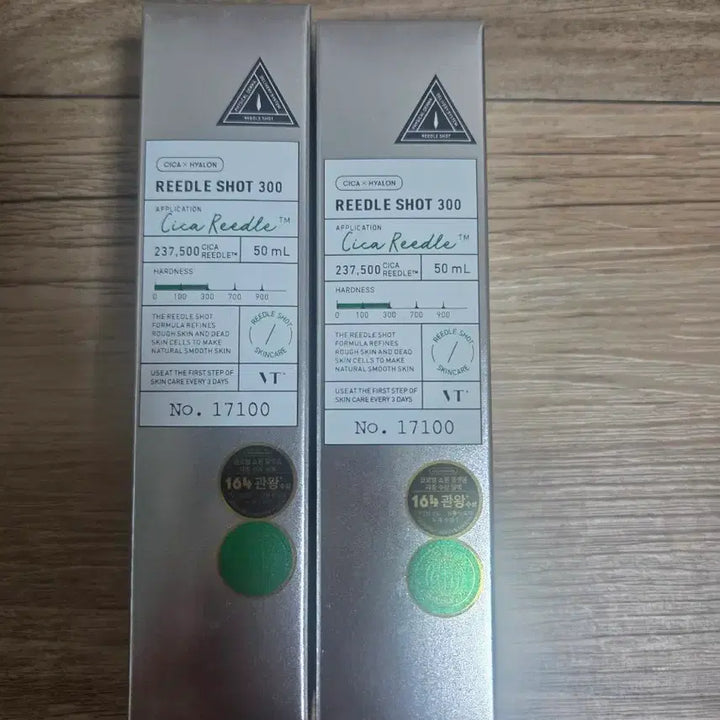 REEDLE SHOT
CICA × HYALON
REEDLE SHOT 300
APPLICATION
Cica Reedle™
237,500 CICA REEDLE™ 50 mL
HARDNESS
0 100 300 700 900
THE REEDLE SHOT
FORMULA REFINES
ROUGH SKIN AND DEAD
SKIN CELLS TO MAKE
NATURAL SMOOTH SKIN
REEDLE SHOT
SKINCARE
USE AT THE FIRST STEP OF
SKIN CARE EVERY 3 DAYS
VT
No. 17100
164관왕
REEDLE SHOT
CICA × HYALON
REEDLE SHOT 300
APPLICATION
Cica Reedle™
237,500 CICA REEDLE™ 50 mL
HARDNESS
0 100 300 700 900
THE REEDLE SHOT
FORMULA REFINES
ROUGH SKIN AND DEAD
SKIN CELLS TO MAKE
NATURAL SMOOTH SKIN
REEDLE SHOT
SKINCARE
USE AT THE FIRST STEP OF
SKIN CARE EVERY 3 DAYS
VT
No. 17100
164관왕